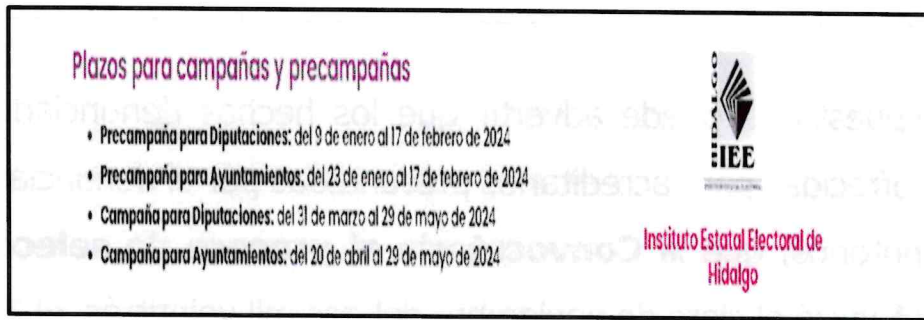 Plazos para campañas y precampañas
• Precampaña para Diputaciones: del 9 de enero al 17 de febrero de 2024
• Precampaña para Ayuntamientos: del 23 de enero al 17 de febrero de 2024
• Campaña para Diputaciones: del 31 de marzo al 29 de mayo de 2024
• Campaña para Ayuntamientos: del 20 de abril al 29 de mayo de 2024
HIDALGO
IEE
Instituto Estatal Electoral de
Hidalgo